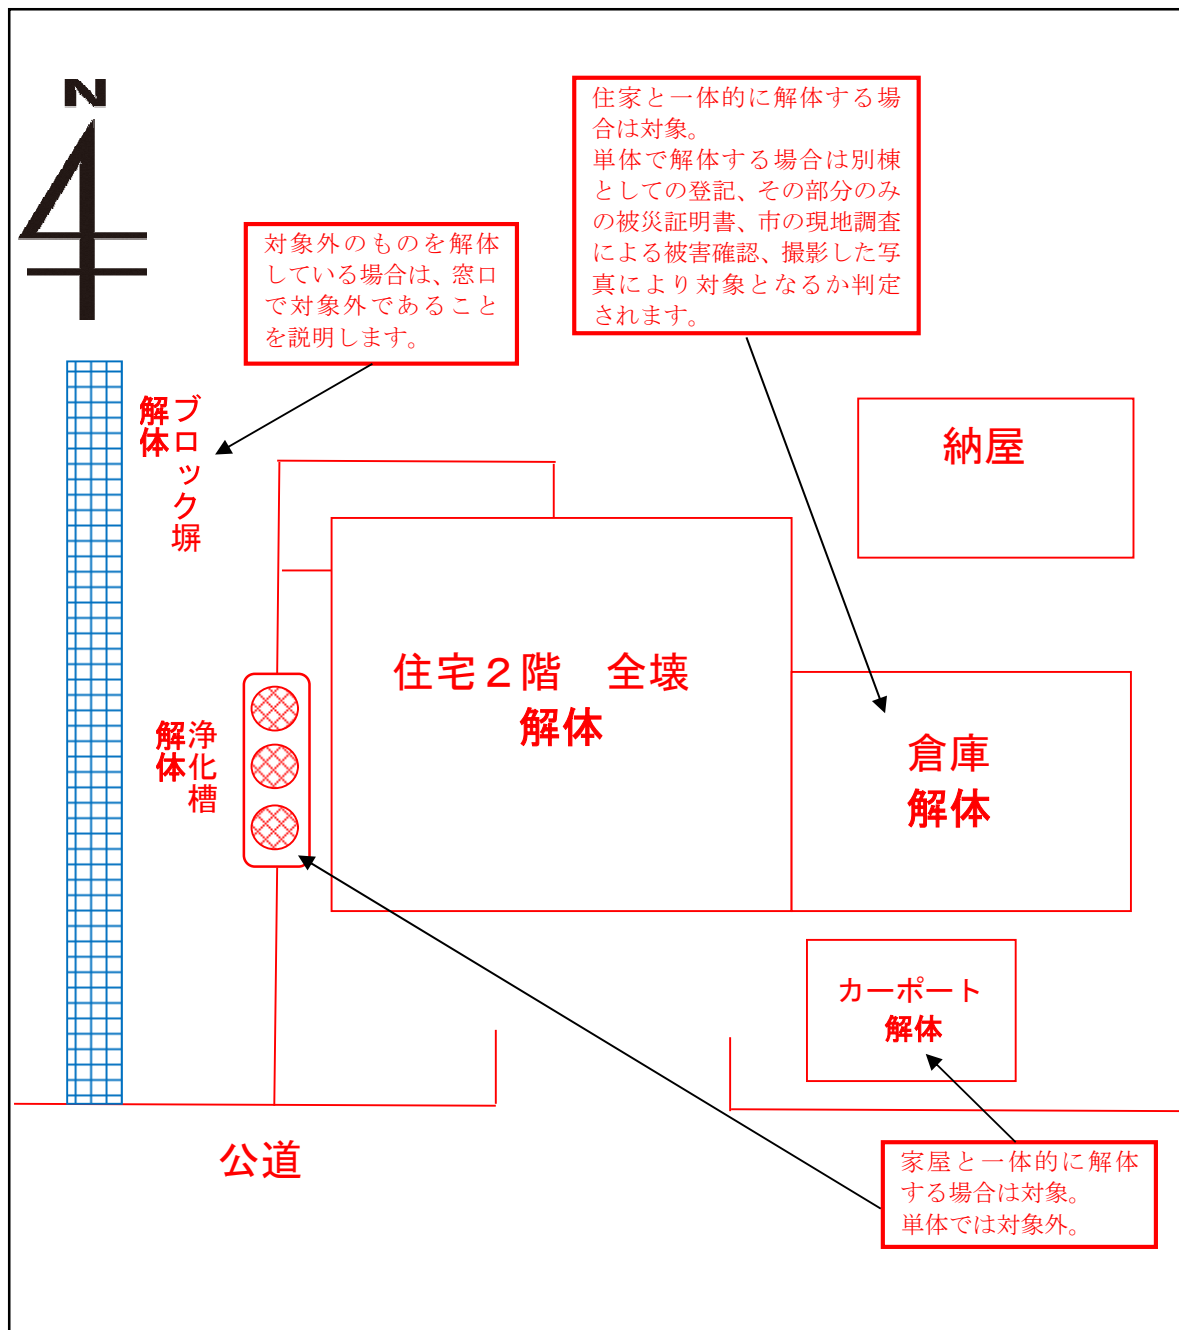 N
住家と一体的に解体する場
合は対象。
単体で解体する場合は別棟
としての登記、その部分のみ
の被災証明書、市の現地調査
による被害確認、撮影した写
真により対象となるか判定
されます。
対象外のものを解体
している場合は、窓口
で対象外であること
を説明します。
ブロック塀
解体
納屋
住宅２階　全壊
解体
浄化槽
解体
倉庫
解体
カーポート
解体
公道
家屋と一体的に解体
する場合は対象。
単体では対象外。